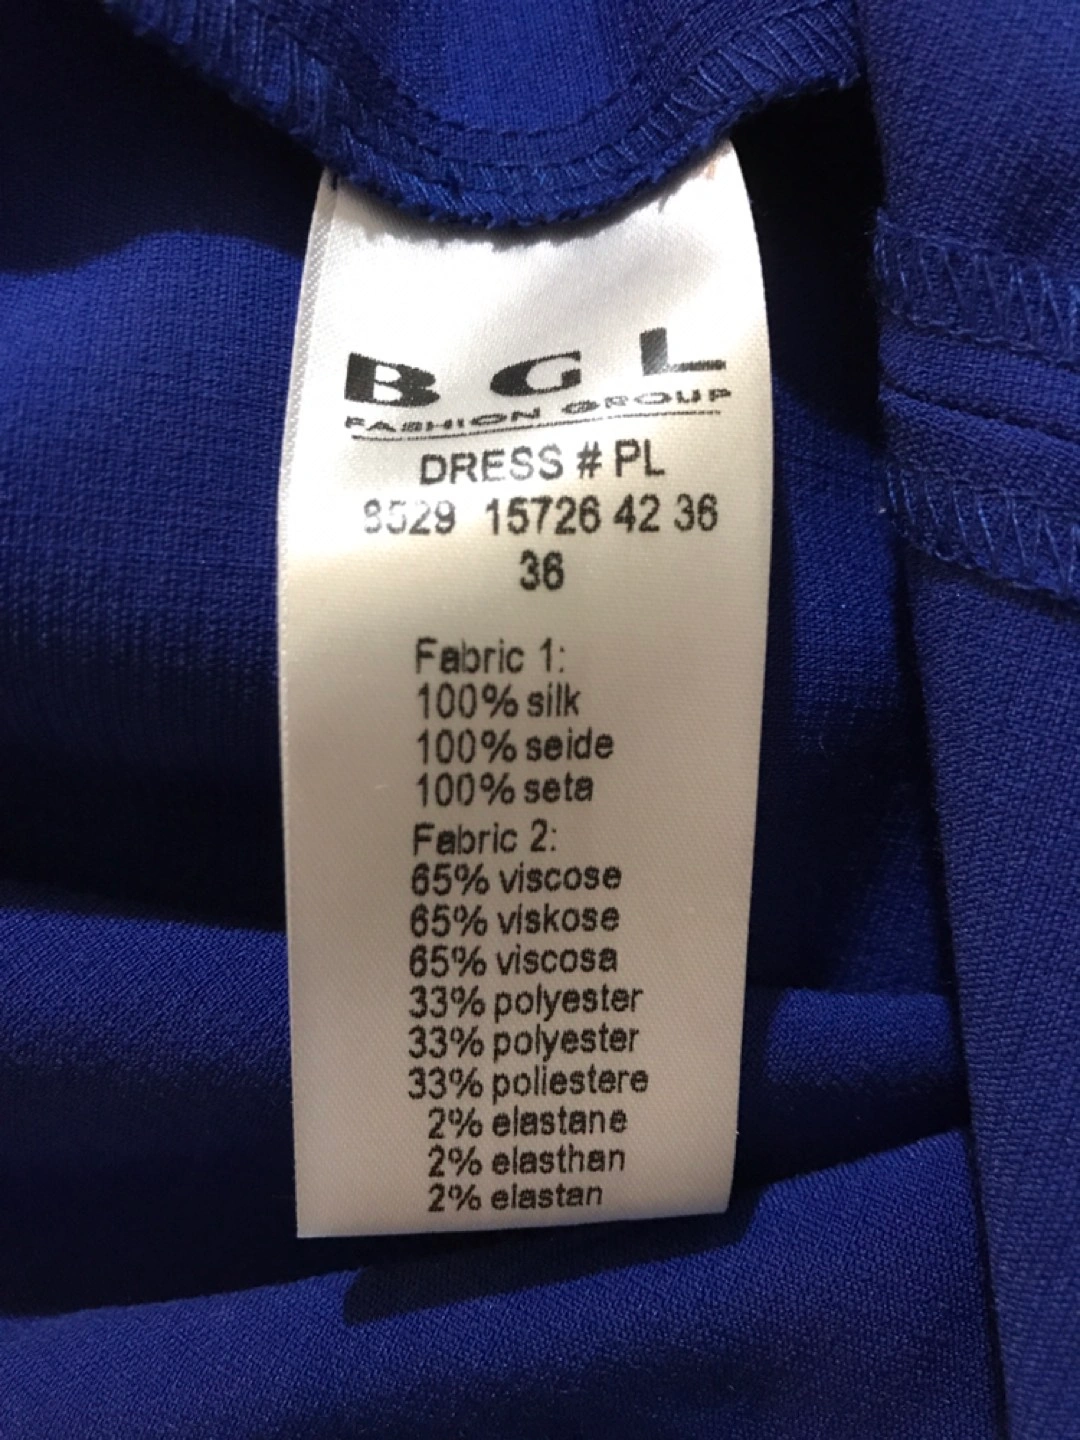 BGL
FASHION GROUP
DRESS # PL
8529 15726 42 36
36
Fabric 1:
100% silk
100% seide
100% seta
Fabric 2:
65% viscose
65% viskose
65% viscosa
33% polyester
33% polyester
33% poliestere
2% elastane
2% elasthan
2% elastan